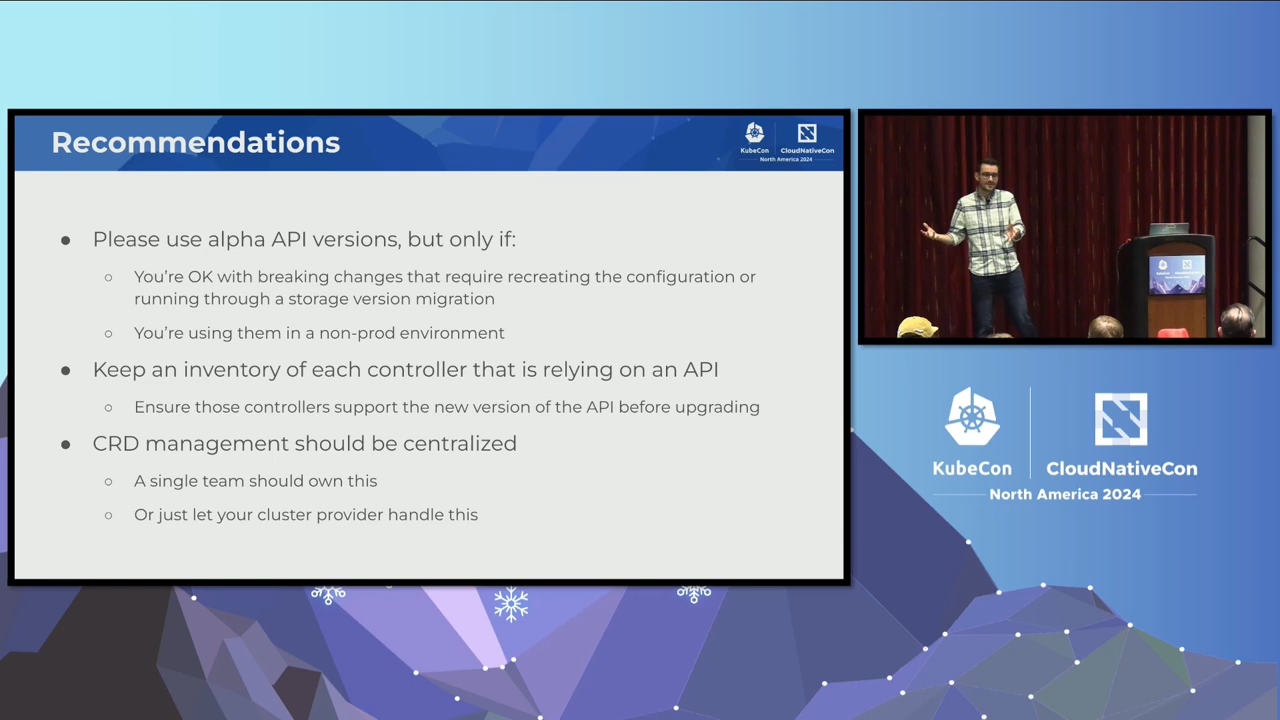 Recommendations
KubeCon
CloudNativeCon
North America 2024
● Please use alpha API versions, but only if:
○ You’re OK with breaking changes that require recreating the configuration or
running through a storage version migration
○ You’re using them in a non-prod environment
● Keep an inventory of each controller that is relying on an API
○ Ensure those controllers support the new version of the API before upgrading
● CRD management should be centralized
○ A single team should own this
○ Or just let your cluster provider handle this
KubeCon
CloudNativeCon
North America 2024